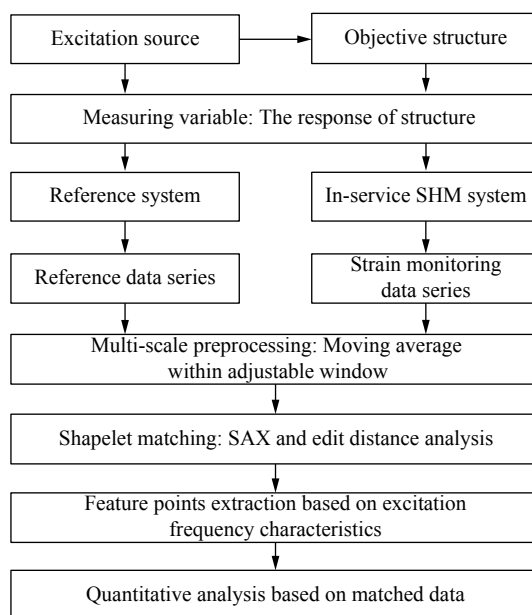 Excitation source
Objective structure
Measuring variable: The response of structure
Reference system
In-service SHM system
Reference data series
Strain monitoring
data series
Multi-scale preprocessing: Moving average
within adjustable window
Shapelet matching: SAX and edit distance analysis
Feature points extraction based on excitation
frequency characteristics
Quantitative analysis based on matched data